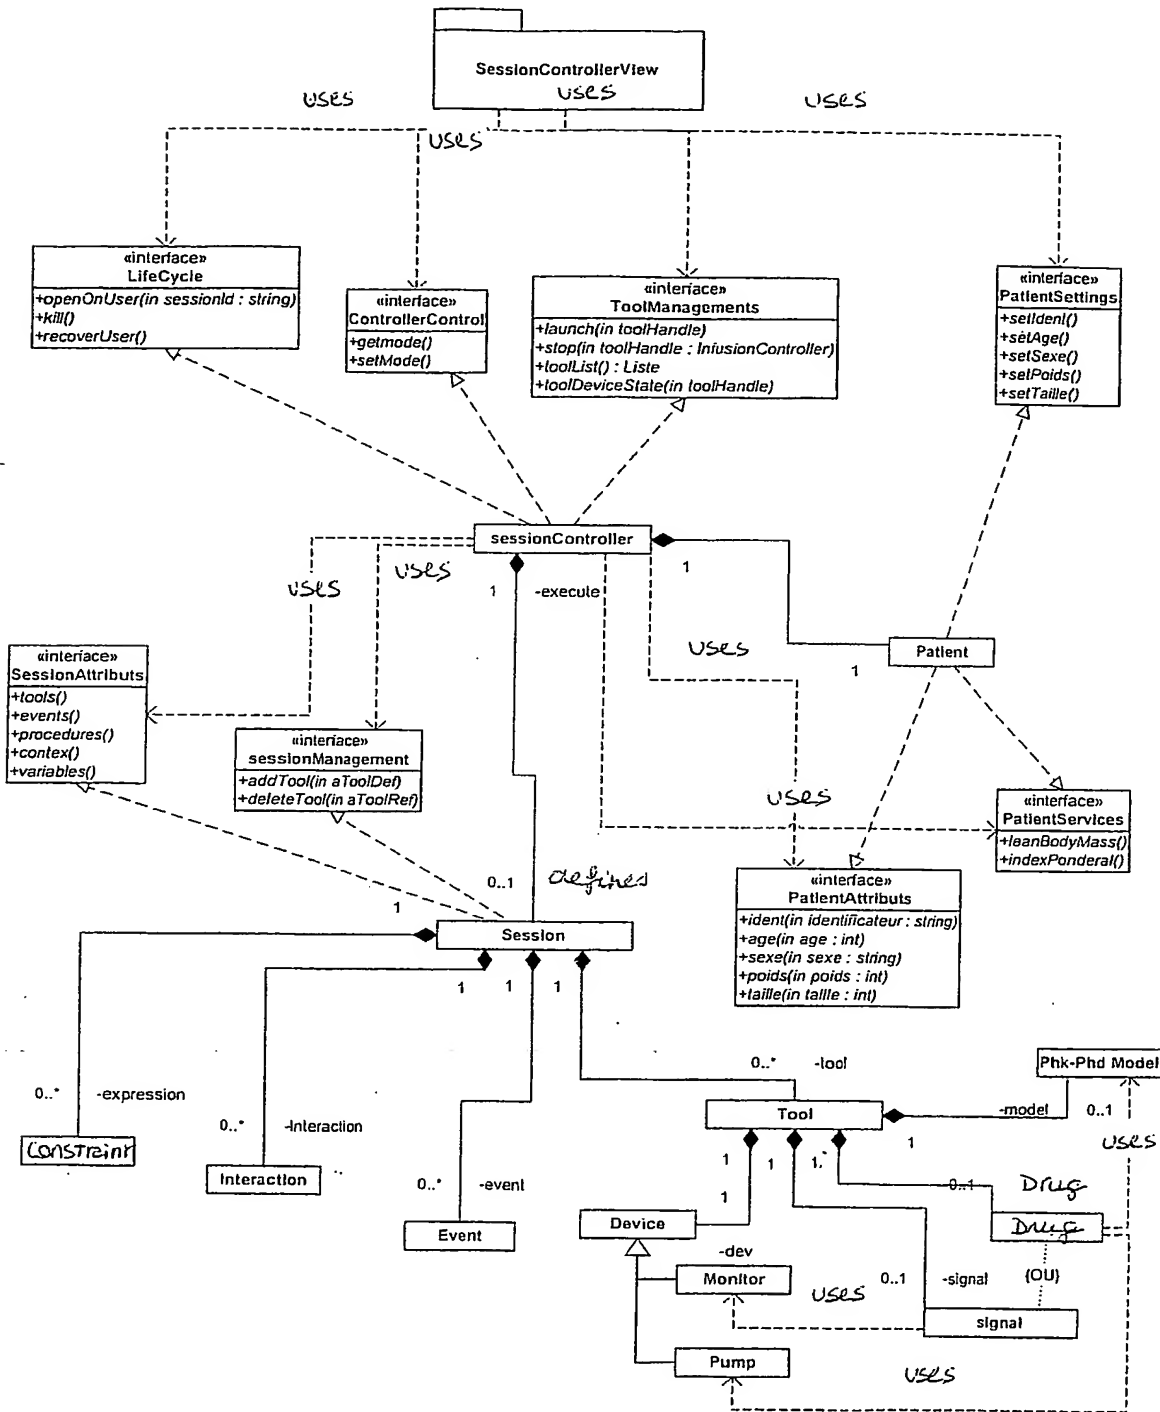 SessionControllerView
uses
uses
uses
uses
«interface»
LifeCycle
+openOnUser(in sessionId : string)
+kill()
+recoverUser()
«interface»
ControllerControl
+getmode()
+setMode()
«interface»
ToolManagements
+launch(in toolHandle)
+stop(in toolHandle : InfusionController)
+toolList() : Liste
+toolDeviceState(in toolHandle)
«interface»
PatientSettings
+setIdent()
+setAge()
+setSexe()
+setPoids()
+setTaille()
sessionController
1
-execute
1
uses
uses
uses
Patient
1
«interface»
SessionAttributs
+tools()
+events()
+procedures()
+contex()
+variables()
«interface»
sessionManagement
+addTool(in aToolDef)
+deleteTool(in aToolRef)
uses
«interface»
PatientServices
+leanBodyMass()
+indexPonderal()
«interface»
PatientAttributs
+ident(in identificateur : string)
+age(in age : int)
+sexe(in sexe : string)
+poids(in poids : int)
+taille(in taille : int)
0..1
defines
1
Session
1
1
1
0..*
-expression
Constraint
0..*
-Interaction
Interaction
0..*
-event
Event
0..*
-tool
Tool
Phk-Phd Model
-model
0..1
1
uses
1
1
1
1
0..1
Drug
Drug
Device
-dev
Monitor
0..1
-signal
{OU}
uses
signal
Pump
uses